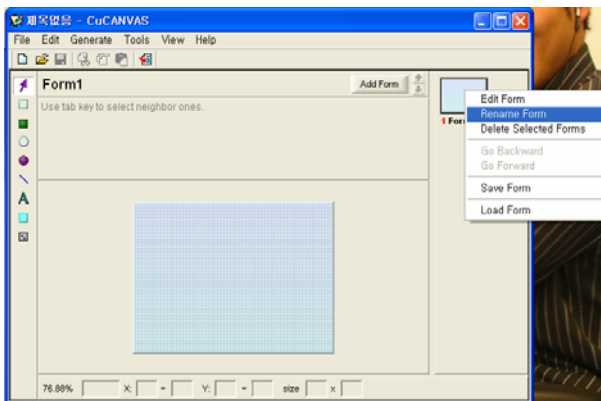 제목없음 - CuCANVAS
File Edit Generate Tools View Help
Form1
Add Form
Use tab key to select neighbor ones.
1 For
Edit Form
Rename Form
Delete Selected Forms
Go Backward
Go Forward
Save Form
Load Form
A
76.88% X: - Y: - size x